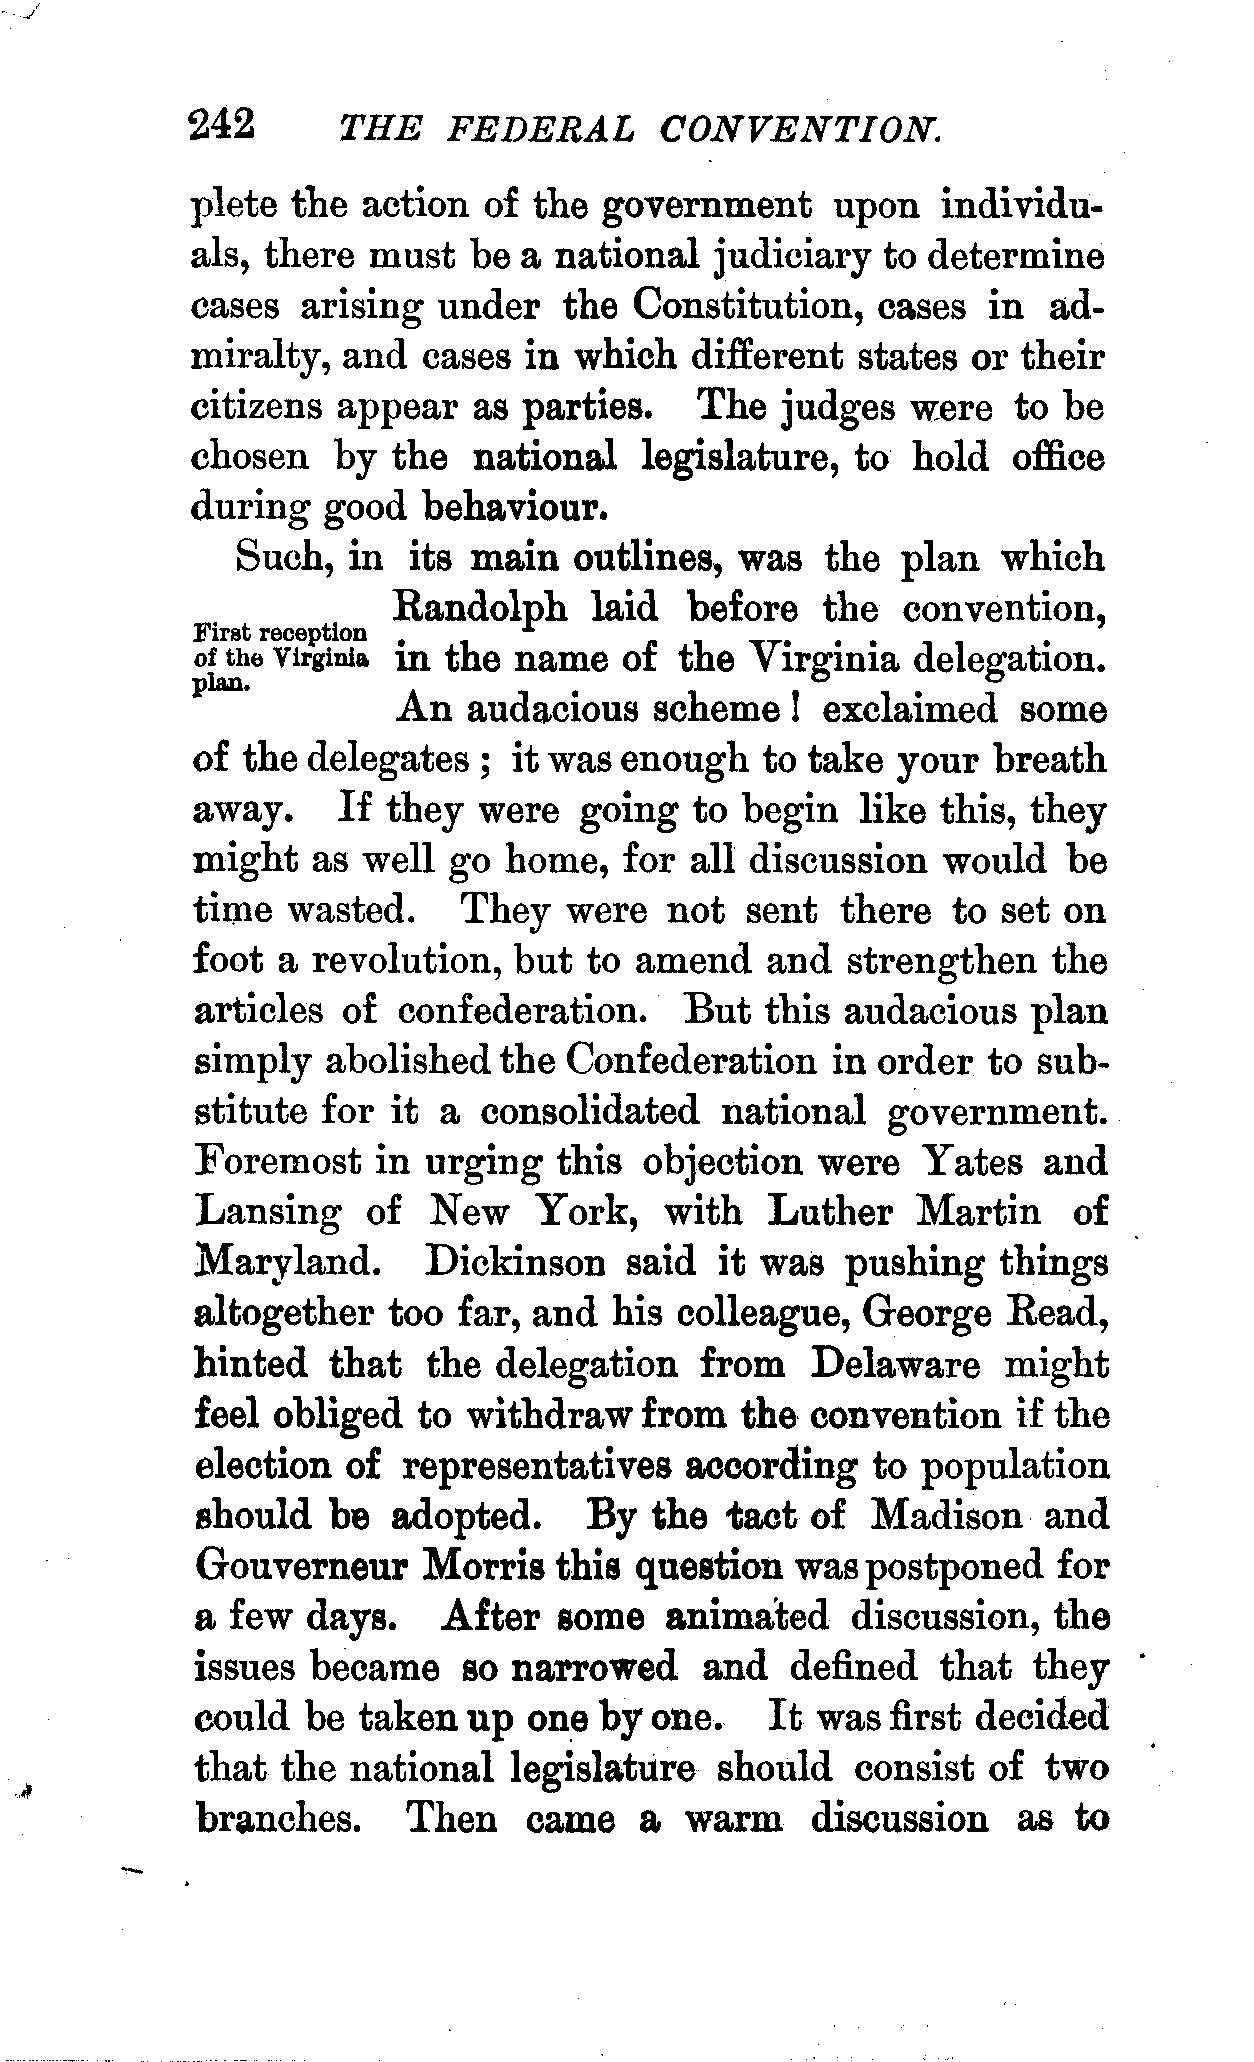 242 THE FEDERAL CONVENTION.
plete the action of the government upon individu-
als, there must be a national judiciary to determine
cases arising under the Constitution, cases in ad-
miralty, and cases in which different states or their
citizens appear as parties. The judges were to be
chosen by the national legislature, to hold office
during good behaviour.
Such, in its main outlines, was the plan which
First reception
of the Virginia
plan.
Randolph laid before the convention,
in the name of the Virginia delegation.
An audacious scheme! exclaimed some
of the delegates; it was enough to take your breath
away. If they were going to begin like this, they
might as well go home, for all discussion would be
time wasted. They were not sent there to set on
foot a revolution, but to amend and strengthen the
articles of confederation. But this audacious plan
simply abolished the Confederation in order to sub-
stitute for it a consolidated national government.
Foremost in urging this objection were Yates and
Lansing of New York, with Luther Martin of
Maryland. Dickinson said it was pushing things
altogether too far, and his colleague, George Read,
hinted that the delegation from Delaware might
feel obliged to withdraw from the convention if the
election of representatives according to population
should be adopted. By the tact of Madison and
Gouverneur Morris this question was postponed for
a few days. After some animated discussion, the
issues became so narrowed and defined that they
could be taken up one by one. It was first decided
that the national legislature should consist of two
branches. Then came a warm discussion as to